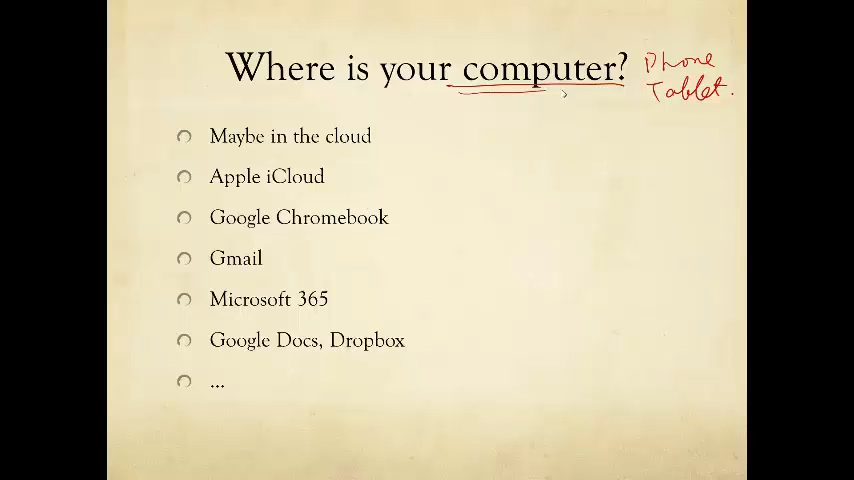 Where is your computer?
Phone
Tablet.
Maybe in the cloud
Apple iCloud
Google Chromebook
Gmail
Microsoft 365
Google Docs, Dropbox
...